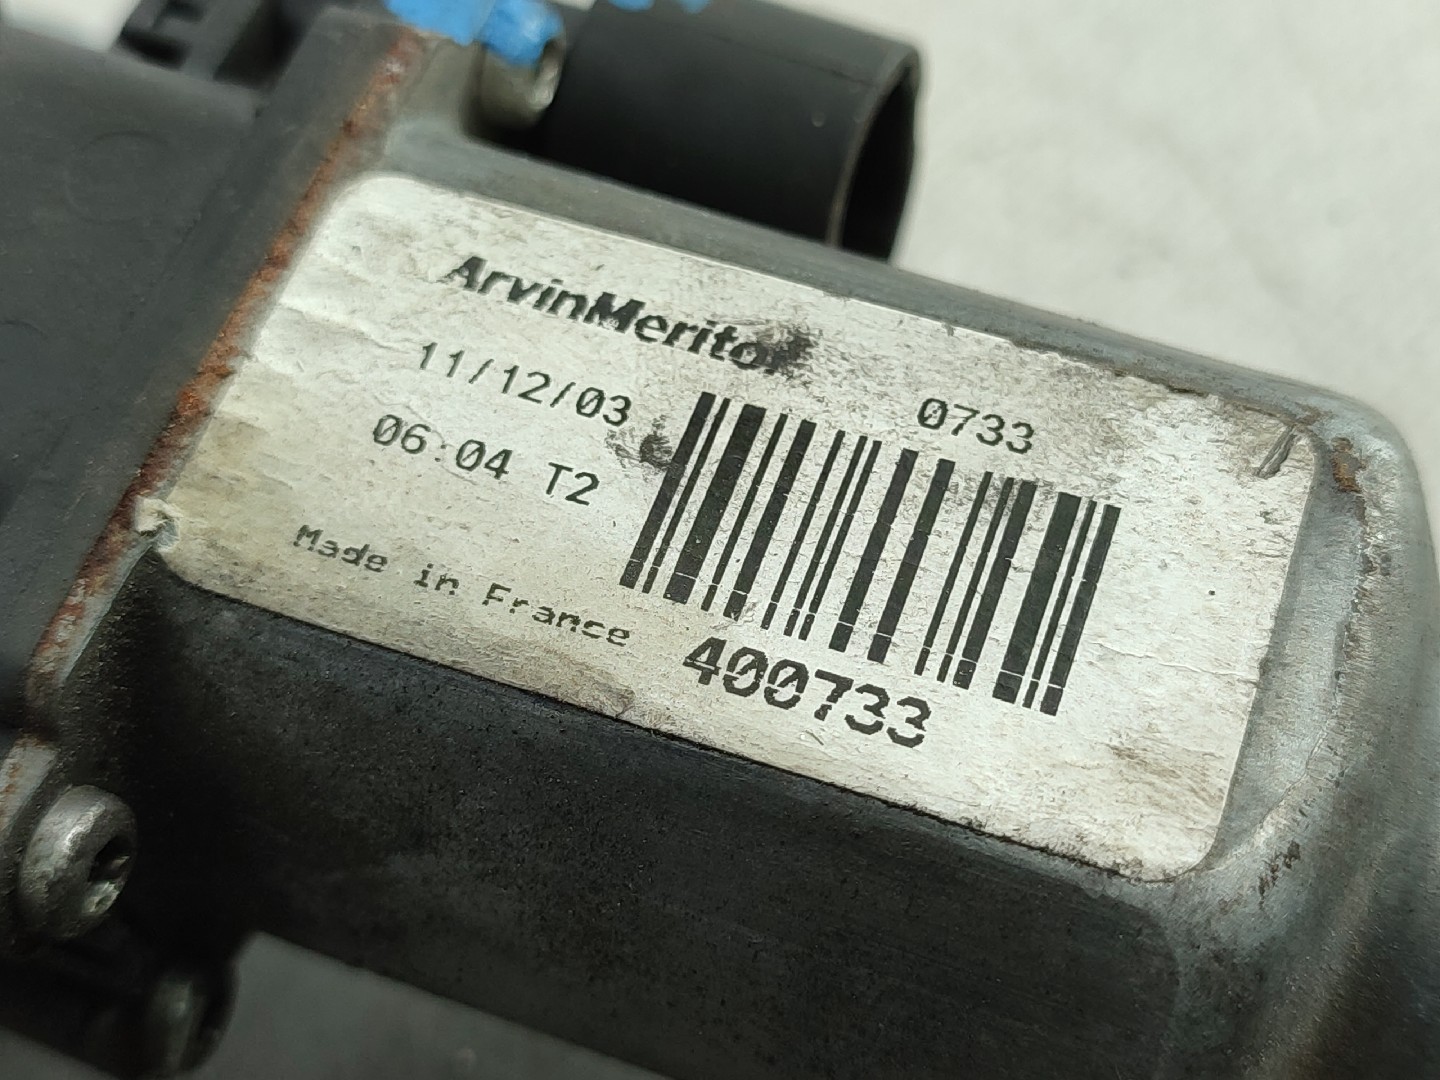 ArvinMeritor
11/12/03
0733
06:04 T2
Made in France
400733